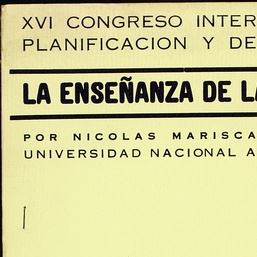 XVI CONGRESO INTER
PLANIFICACION Y DE
LA ENSEÑANZA DE L
POR NICOLAS MARISCA
UNIVERSIDAD NACIONAL A